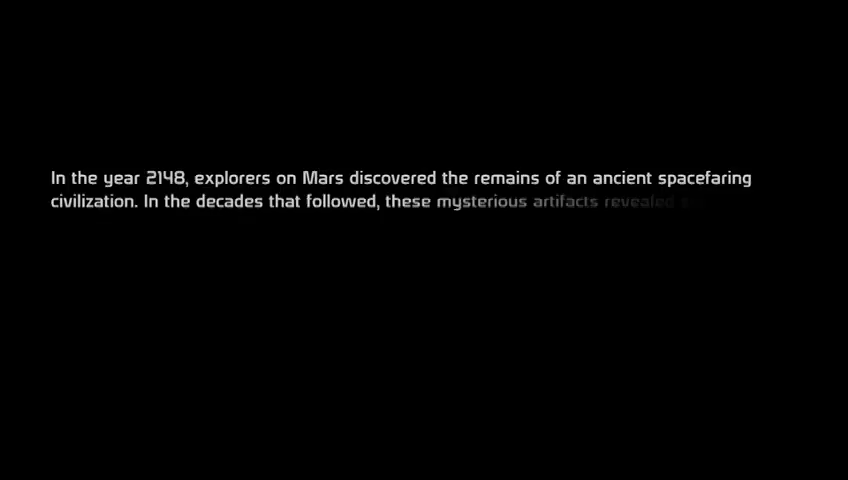 In the year 2148, explorers on Mars discovered the remains of an ancient spacefaring
civilization. In the decades that followed, these mysterious artifacts revealed